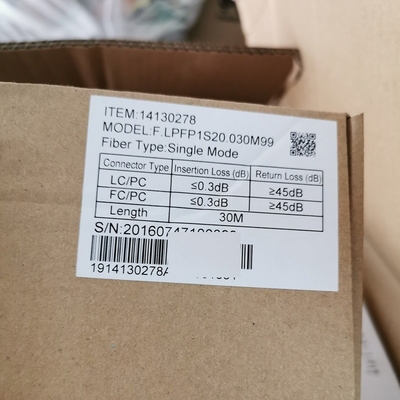 ITEM:14130278
MODEL:F.LPFP1S20.030M99
Fiber Type:Single Mode
Connector Type Insertion Loss (dB) Return Loss (dB)
LC/PC ≤0.3dB ≥45dB
FC/PC ≤0.3dB ≥45dB
Length 30M